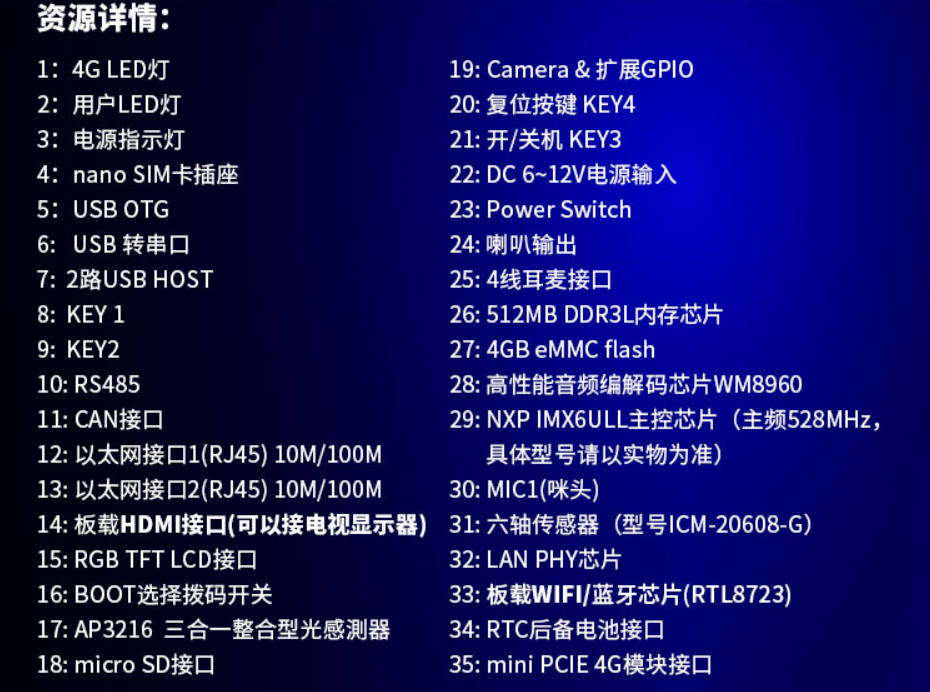 资源详情：
1：4G LED灯
2：用户LED灯
3：电源指示灯
4：nano SIM卡插座
5：USB OTG
6: USB 转串口
7: 2路USB HOST
8: KEY 1
9: KEY2
10: RS485
11: CAN接口
12: 以太网接口1(RJ45) 10M/100M
13: 以太网接口2(RJ45) 10M/100M
14: 板载HDMI接口(可以接电视显示器)
15: RGB TFT LCD接口
16: BOOT选择拨码开关
17: AP3216 三合一整合型光感測器
18: micro SD接口
19: Camera & 扩展GPIO
20: 复位按键 KEY4
21: 开/关机 KEY3
22: DC 6~12V电源输入
23: Power Switch
24: 喇叭输出
25: 4线耳麦接口
26: 512MB DDR3L内存芯片
27: 4GB eMMC flash
28: 高性能音频编解码芯片WM8960
29: NXP IMX6ULL主控芯片（主频528MHz，
具体型号请以实物为准）
30: MIC1(咪头)
31: 六轴传感器（型号ICM-20608-G）
32: LAN PHY芯片
33: 板载WIFI/蓝牙芯片(RTL8723)
34: RTC后备电池接口
35: mini PCIE 4G模块接口